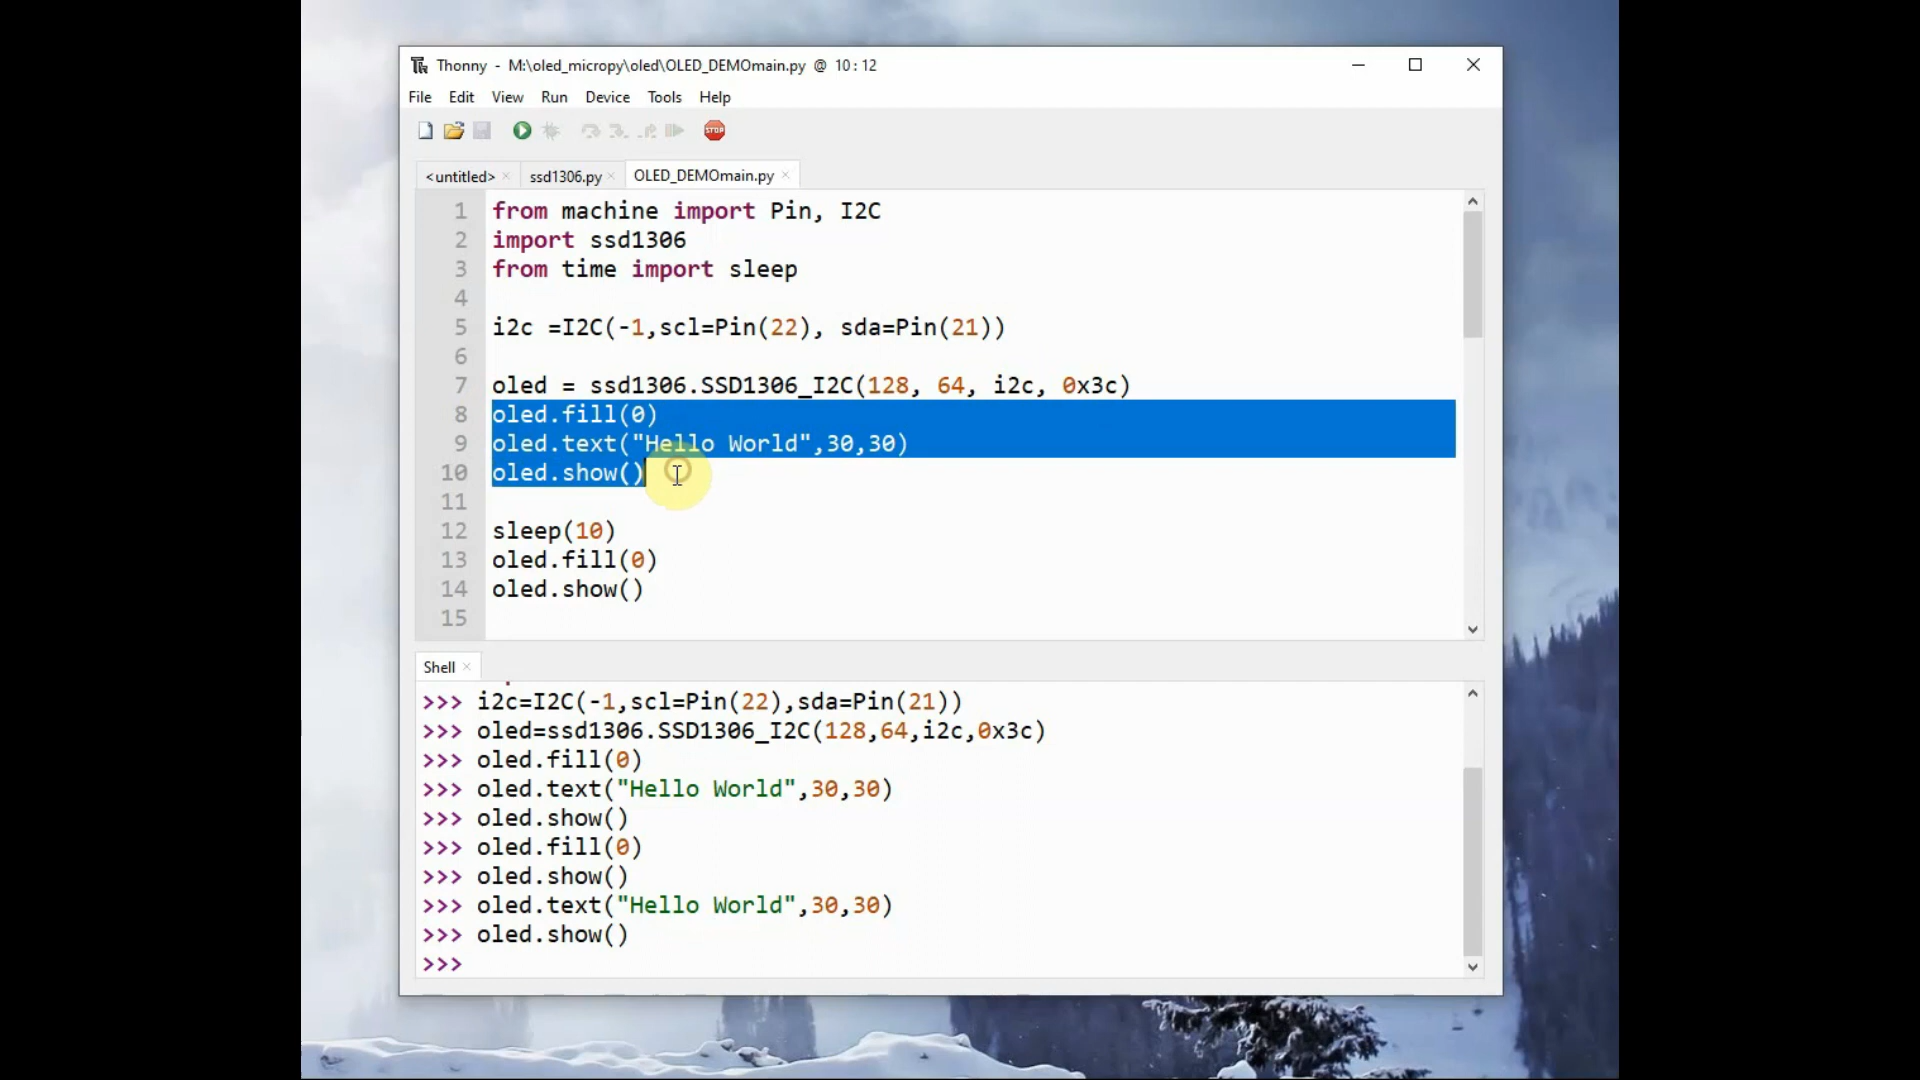 Thonny - M:\oled_micropy\oled\OLED_DEMOmain.py @ 10:12
File Edit View Run Device Tools Help
STOP
<untitled> × ssd1306.py × OLED_DEMOmain.py ×
1 from machine import Pin, I2C
2 import ssd1306
3 from time import sleep
4
5 i2c =I2C(-1,scl=Pin(22), sda=Pin(21))
6
7 oled = ssd1306.SSD1306_I2C(128, 64, i2c, 0x3c)
8 oled.fill(0)
9 oled.text("Hello World",30,30)
10 oled.show()
11
12 sleep(10)
13 oled.fill(0)
14 oled.show()
15
Shell ×
>>> i2c=I2C(-1,scl=Pin(22),sda=Pin(21))
>>> oled=ssd1306.SSD1306_I2C(128,64,i2c,0x3c)
>>> oled.fill(0)
>>> oled.text("Hello World",30,30)
>>> oled.show()
>>> oled.fill(0)
>>> oled.show()
>>> oled.text("Hello World",30,30)
>>> oled.show()
>>>